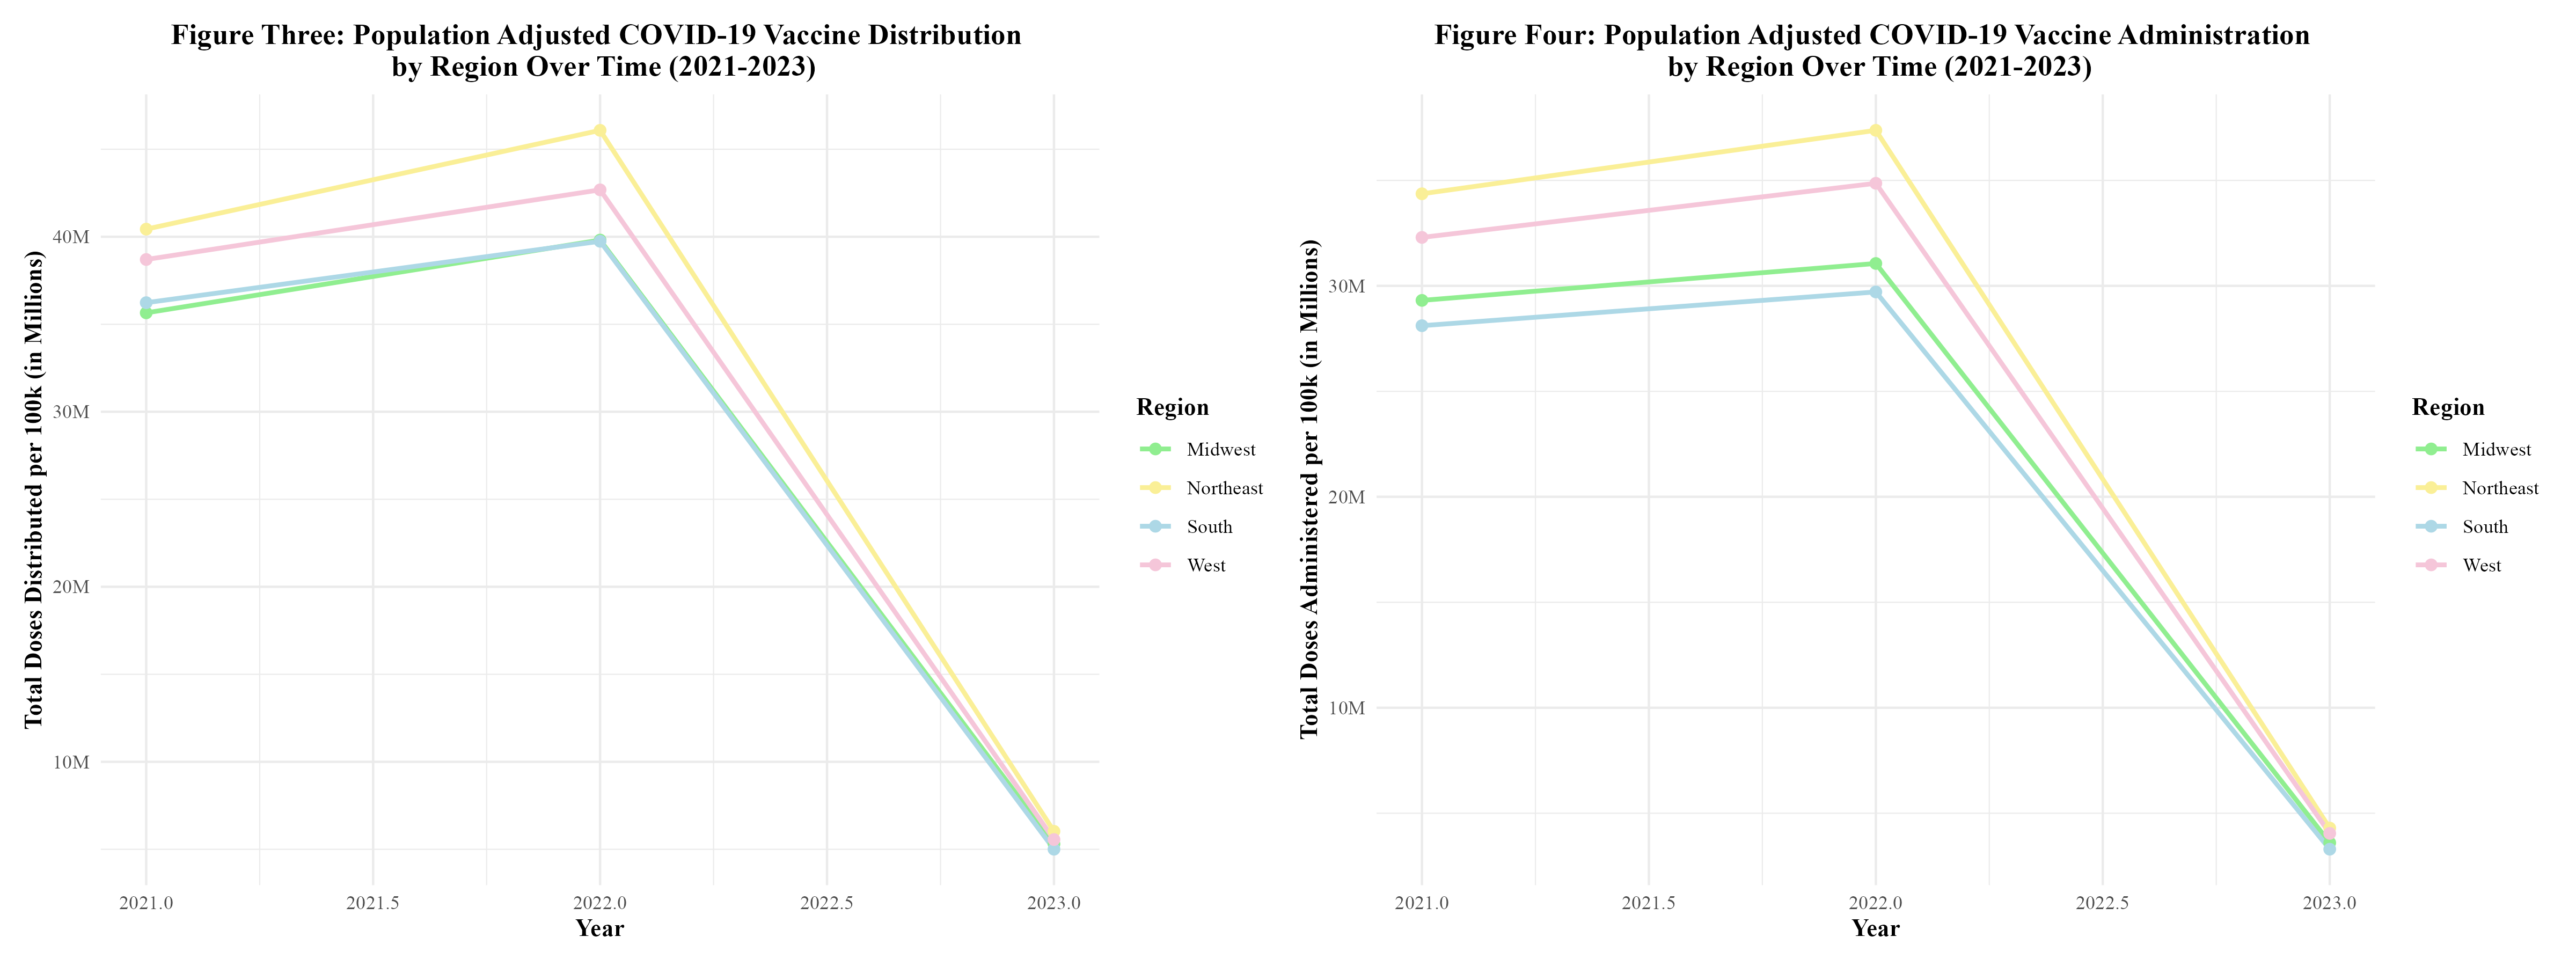 Figure Three: Population Adjusted COVID-19 Vaccine Distribution
by Region Over Time (2021-2023)
Total Doses Distributed per 100k (in Millions)
40M
30M
20M
10M
2021.0
2021.5
2022.0
2022.5
2023.0
Year
Region
Midwest
Northeast
South
West
Figure Four: Population Adjusted COVID-19 Vaccine Administration
by Region Over Time (2021-2023)
Total Doses Administered per 100k (in Millions)
30M
20M
10M
2021.0
2021.5
2022.0
2022.5
2023.0
Year
Region
Midwest
Northeast
South
West